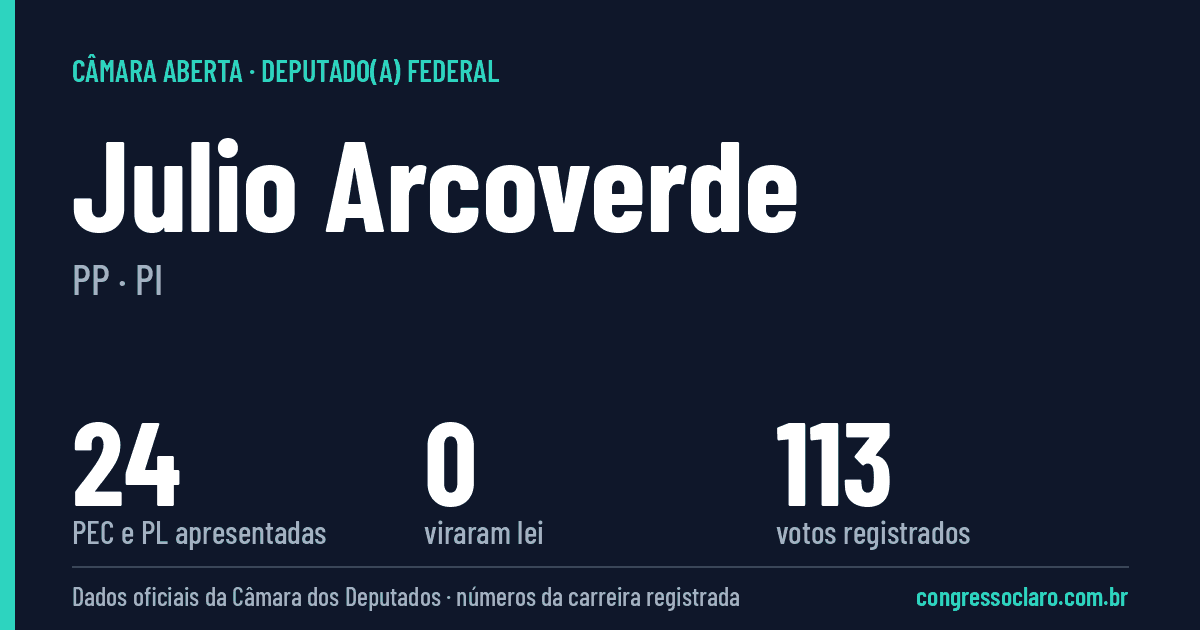 CÂMARA ABERTA · DEPUTADO(A) FEDERAL
Julio Arcoverde
PP · PI
24
PEC e PL apresentadas
0
viraram lei
113
votos registrados
Dados oficiais da Câmara dos Deputados · números da carreira registrada
congressoclaro.com.br